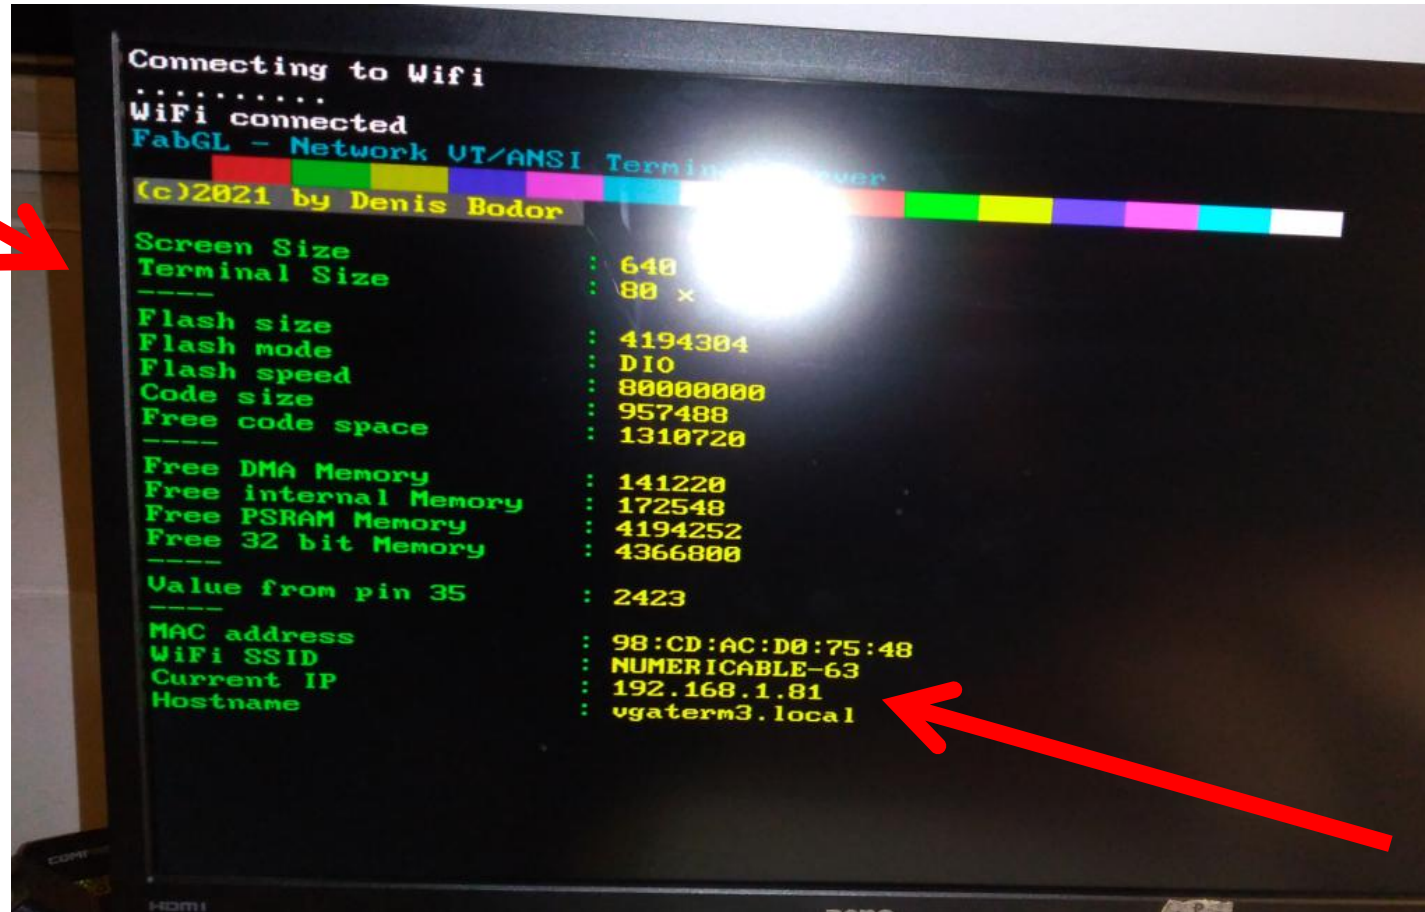 Connecting to Wifi
..........
WiFi connected
FabGL - Network VT/ANSI
(c)2021 by Denis Bodor
Screen Size : 640
Terminal Size : 80 ×
----
Flash size : 4194304
Flash mode : DIO
Flash speed : 80000000
Code size : 957488
Free code space : 1310720
----
Free DMA Memory : 141220
Free internal Memory : 172548
Free PSRAM Memory : 4194252
Free 32 bit Memory : 4366800
----
Value from pin 35 : 2423
----
MAC address : 98:CD:AC:D0:75:48
WiFi SSID : NUMERICABLE-63
Current IP : 192.168.1.81
Hostname : vgaterm3.local
HDMI